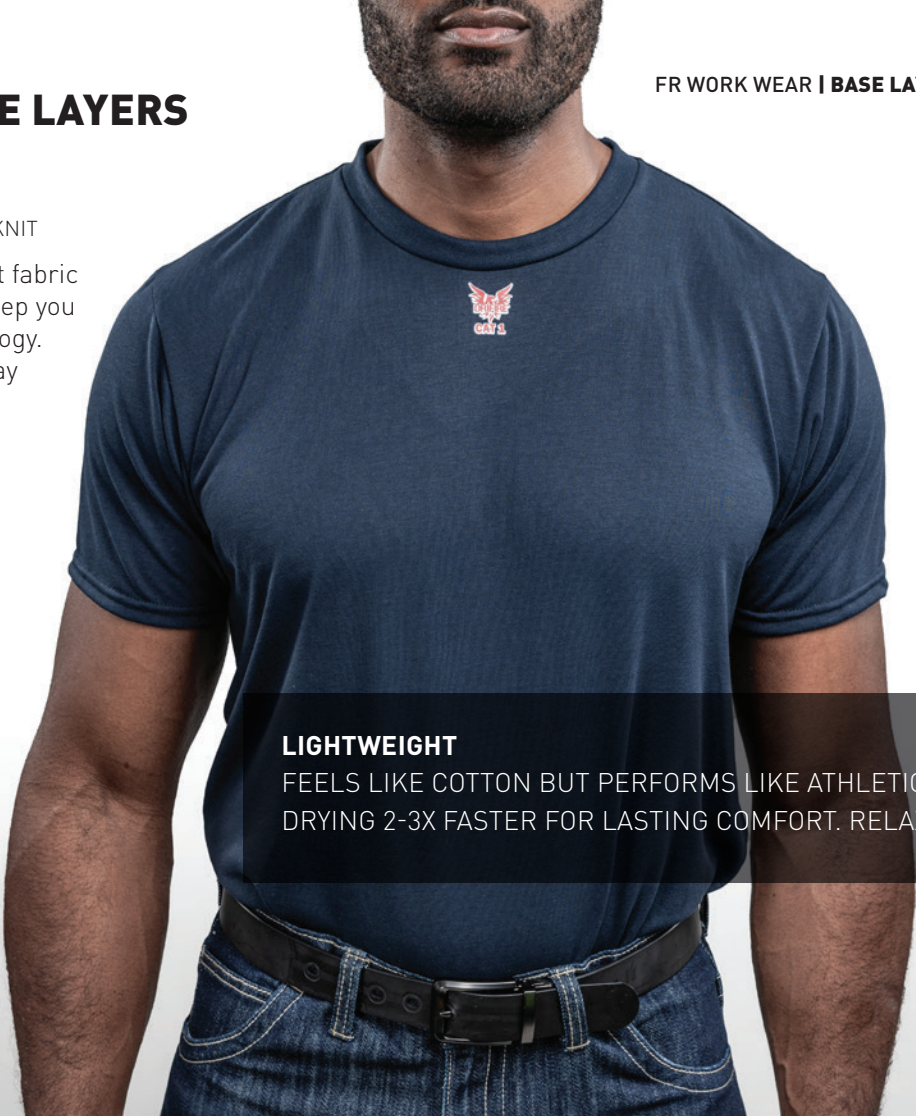 E LAYERS
FR WORK WEAR | BASE LA
KNIT
t fabric
ep you
ogy.
ay
CAT 1
LIGHTWEIGHT
FEELS LIKE COTTON BUT PERFORMS LIKE ATHLETIC
DRYING 2-3X FASTER FOR LASTING COMFORT. RELA